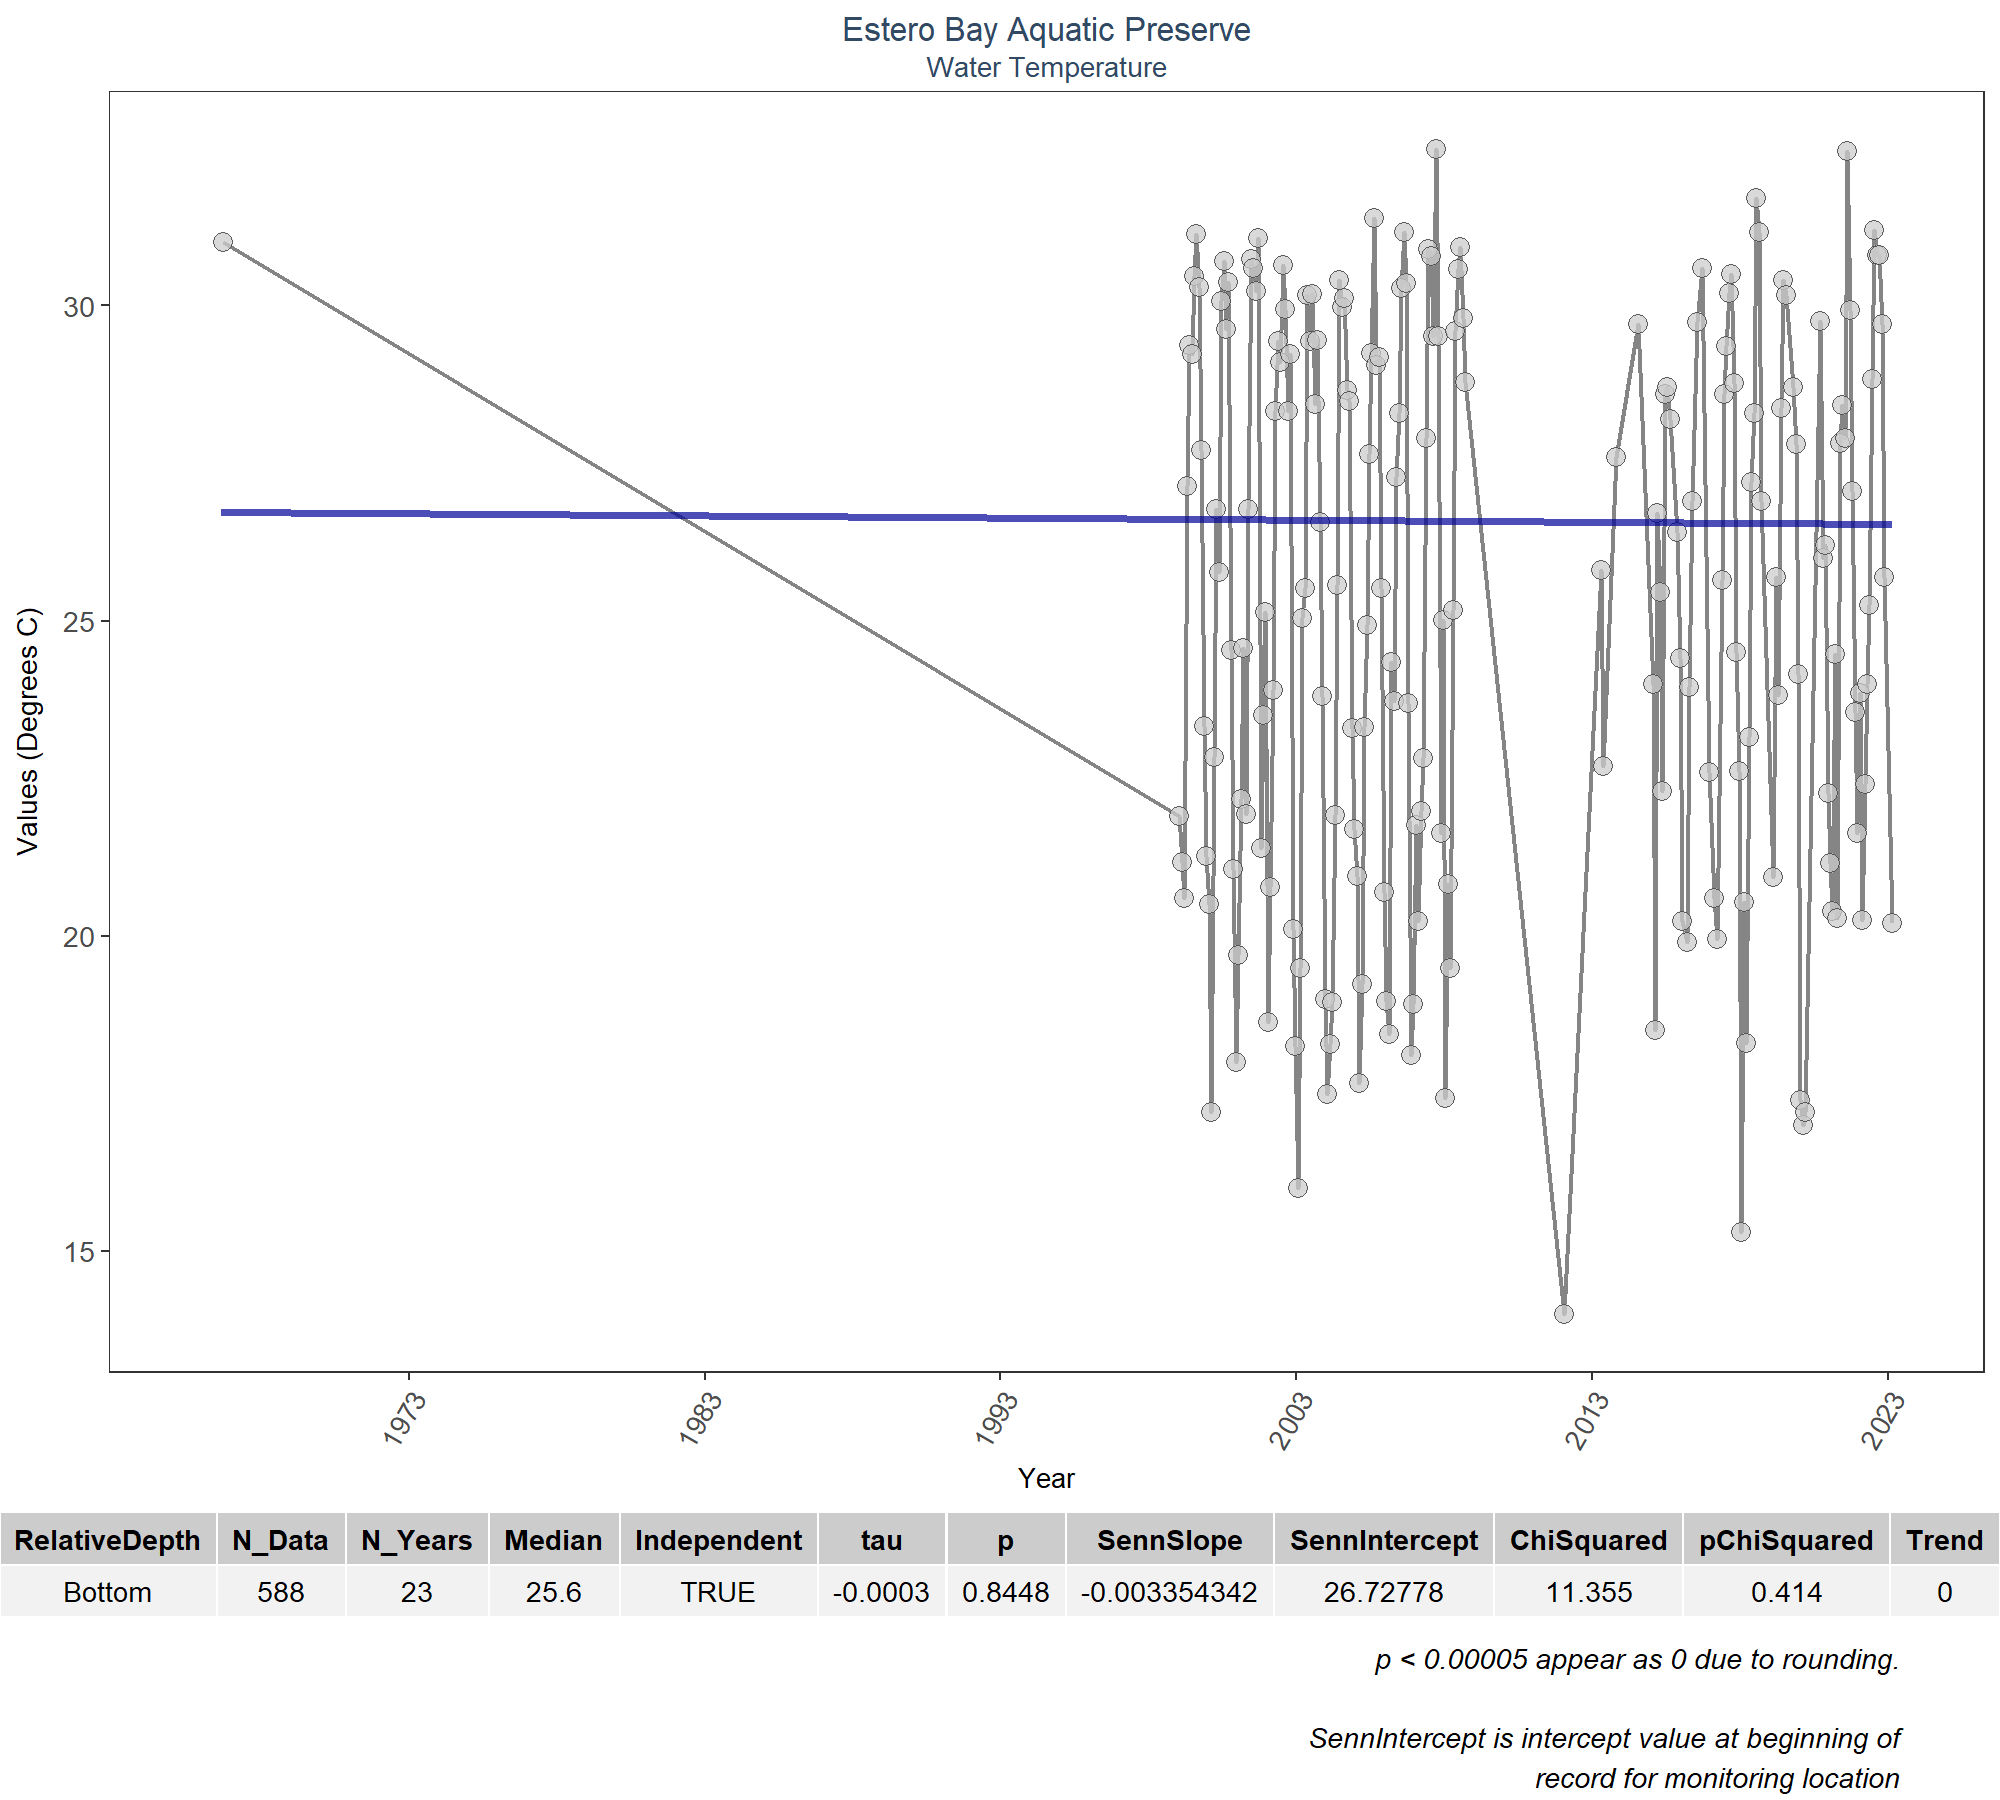 Estero Bay Aquatic Preserve
Water Temperature
Values (Degrees C)
30
25
20
15
1973 1983 1993 2003 2013 2023
Year
RelativeDepth N_Data N_Years Median Independent tau p SennSlope SennIntercept ChiSquared pChiSquared Trend
Bottom 588 23 25.6 TRUE -0.0003 0.8448 -0.003354342 26.72778 11.355 0.414 0
p < 0.00005 appear as 0 due to rounding.
SennIntercept is intercept value at beginning of
record for monitoring location